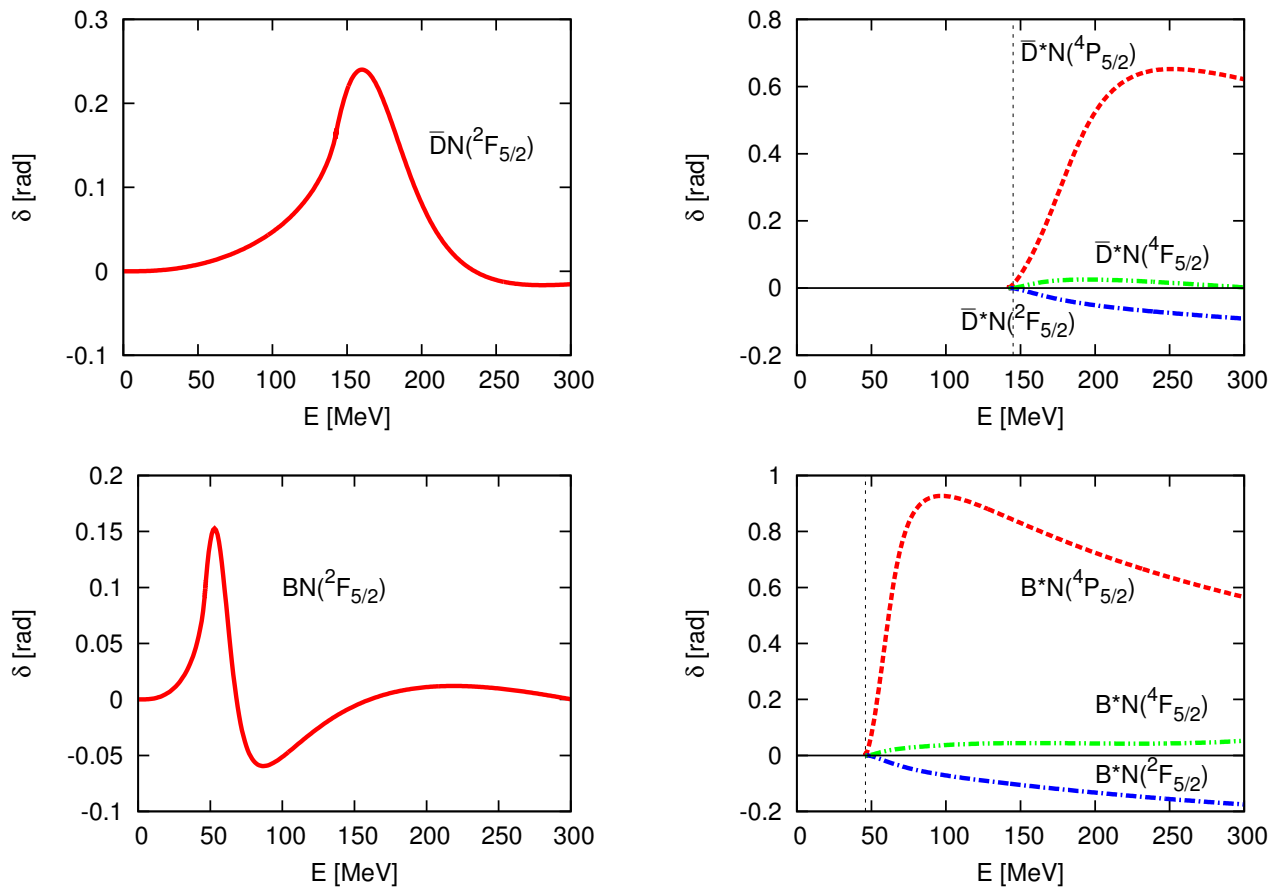 0.3
0.2
0.1
0
-0.1
δ [rad]
D̅N(²F₅/₂)
0 50 100 150 200 250 300
E [MeV]
0.8
0.6
0.4
0.2
0
-0.2
δ [rad]
D̅*N(⁴P₅/₂)
D̅*N(⁴F₅/₂)
D̅*N(²F₅/₂)
0 50 100 150 200 250 300
E [MeV]
0.2
0.15
0.1
0.05
0
-0.05
-0.1
δ [rad]
BN(²F₅/₂)
0 50 100 150 200 250 300
E [MeV]
1
0.8
0.6
0.4
0.2
0
-0.2
δ [rad]
B*N(⁴P₅/₂)
B*N(⁴F₅/₂)
B*N(²F₅/₂)
0 50 100 150 200 250 300
E [MeV]